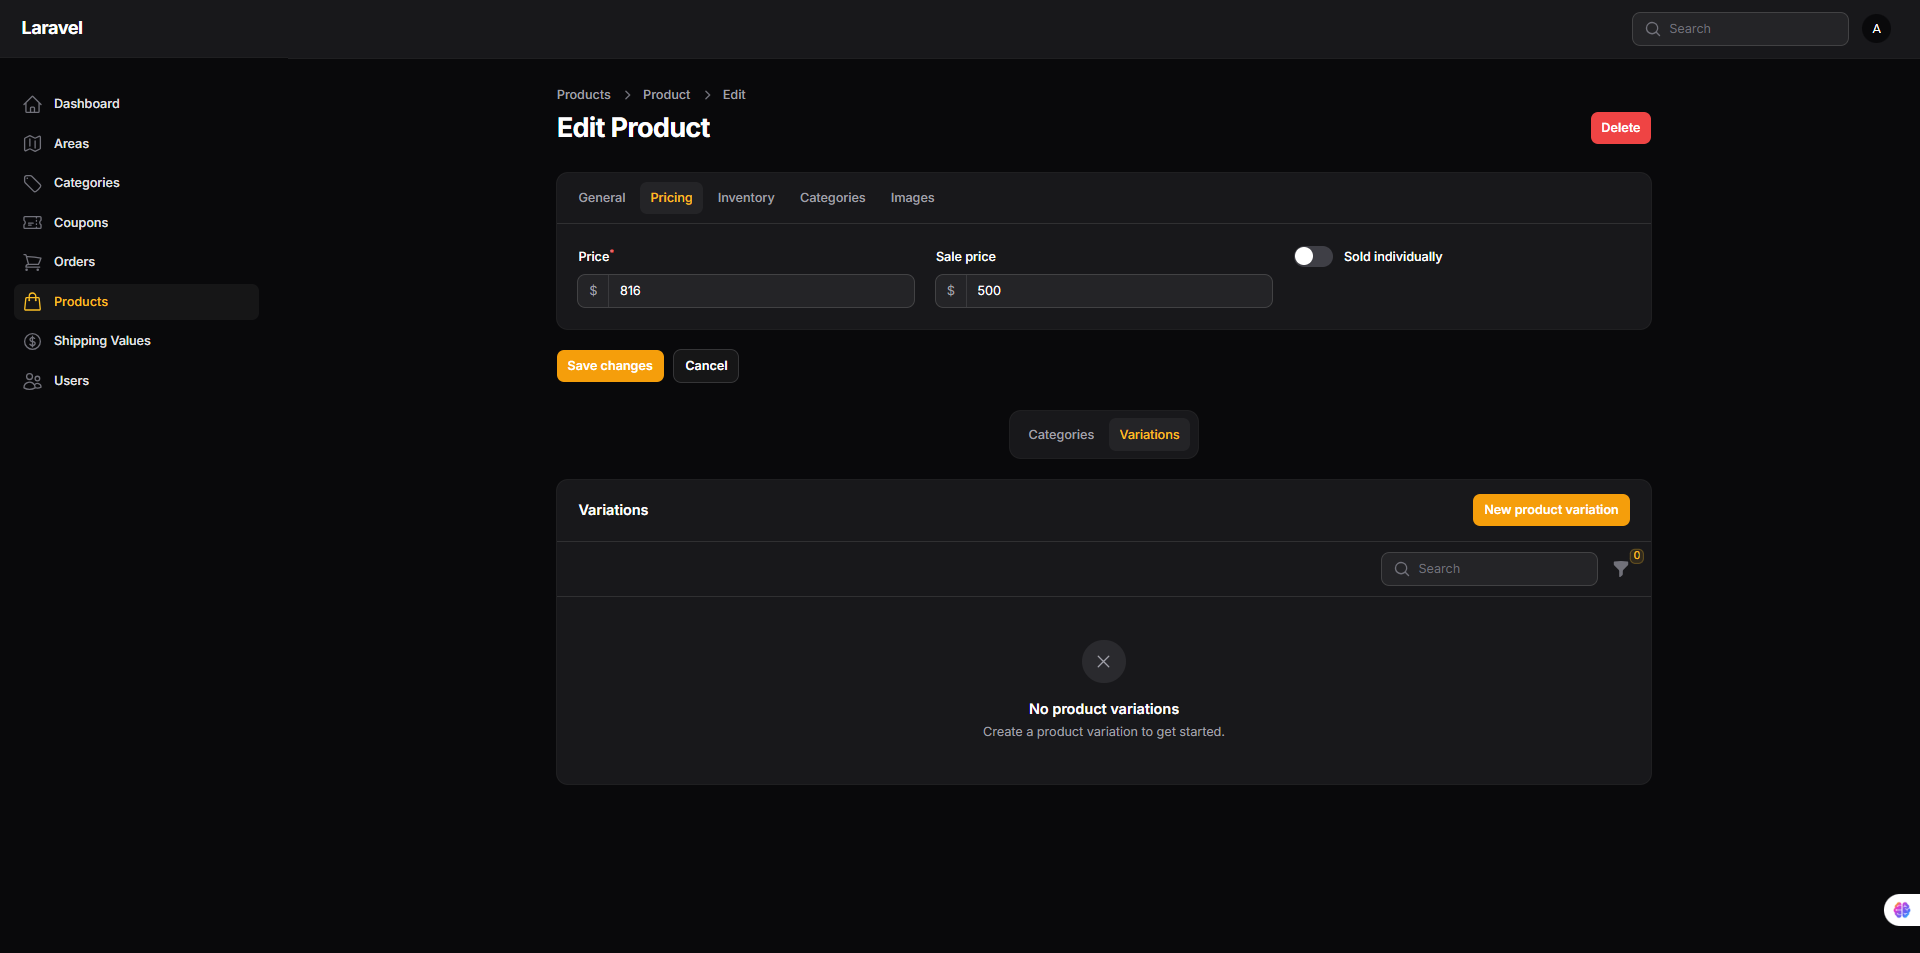 Laravel
Search
A
Dashboard
Areas
Categories
Coupons
Orders
Products
Shipping Values
Users
Products > Product > Edit
Edit Product
Delete
General Pricing Inventory Categories Images
Price* Sale price Sold individually
$ 816 $ 500
Save changes Cancel
Categories Variations
Variations New product variation
Search 0
No product variations
Create a product variation to get started.